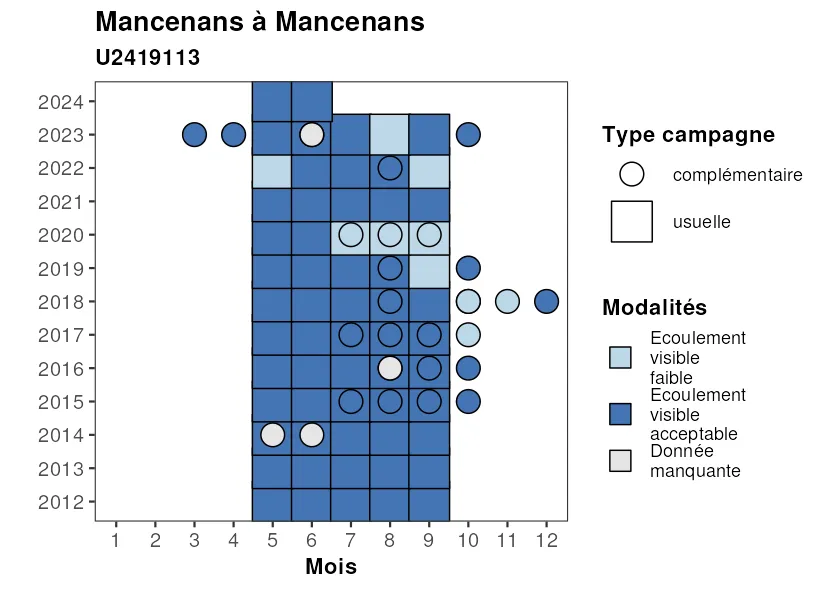 Mancenans à Mancenans
U2419113
2024
2023
2022
2021
2020
2019
2018
2017
2016
2015
2014
2013
2012
1 2 3 4 5 6 7 8 9 10 11 12
Mois
Type campagne
complémentaire
usuelle
Modalités
Ecoulement
visible
faible
Ecoulement
visible
acceptable
Donnée
manquante